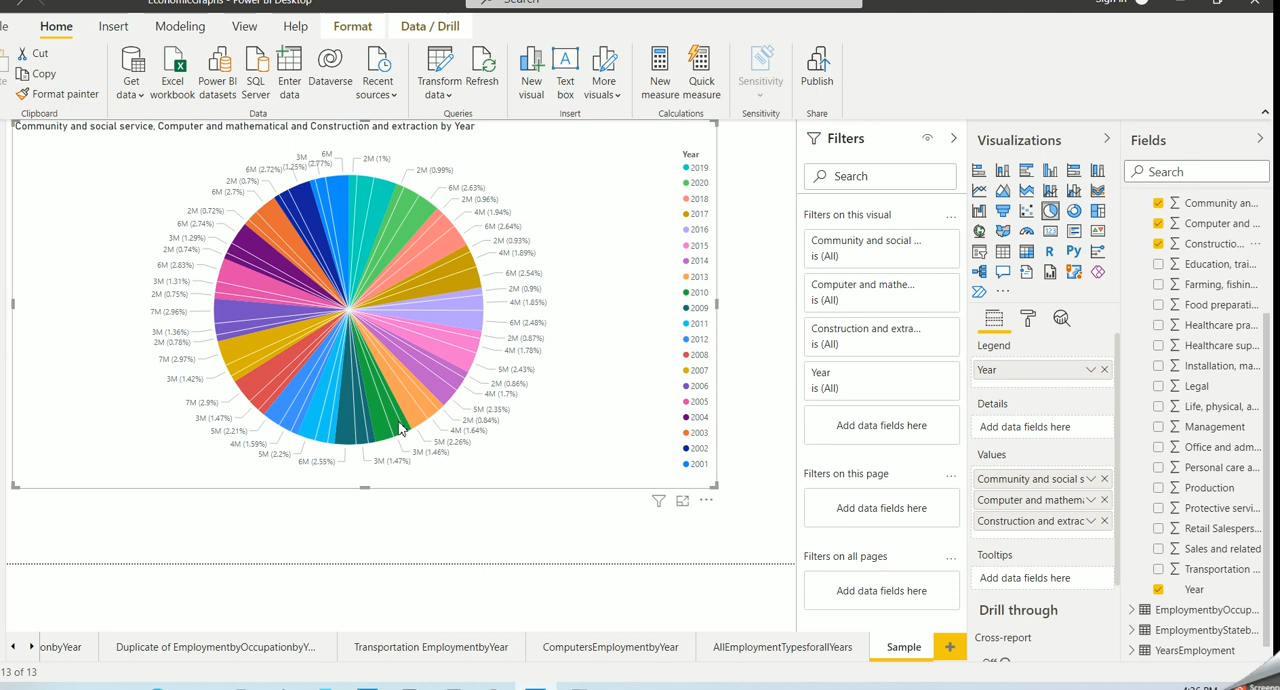 EconomicGraphs - Power BI Desktop
Search
Sign in
Home Insert Modeling View Help Format Data / Drill
Cut
Copy
Format painter
Clipboard
Get data
Excel workbook
Power BI datasets
SQL Server
Enter data
Dataverse
Recent sources
Data
Transform data
Refresh
Queries
New visual
Text box
More visuals
Insert
New measure
Quick measure
Calculations
Sensitivity
Sensitivity
Publish
Share
Community and social service, Computer and mathematical and Construction and extraction by Year
2M (1%)
2M (0.99%)
6M (2.63%)
2M (0.96%)
4M (1.94%)
6M (2.64%)
2M (0.93%)
4M (1.89%)
6M (2.54%)
2M (0.9%)
4M (1.85%)
6M (2.48%)
2M (0.87%)
4M (1.78%)
5M (2.43%)
2M (0.86%)
4M (1.7%)
5M (2.35%)
2M (0.84%)
4M (1.64%)
5M (2.26%)
3M (1.46%)
3M (1.47%)
6M (2.55%)
5M (2.2%)
4M (1.59%)
5M (2.21%)
3M (1.47%)
7M (2.9%)
3M (1.42%)
7M (2.97%)
2M (0.78%)
3M (1.36%)
7M (2.96%)
2M (0.75%)
3M (1.31%)
6M (2.83%)
2M (0.74%)
3M (1.29%)
6M (2.74%)
2M (0.72%)
6M (2.7%)
2M (0.7%)
6M (2.72%)
3M (1.25%)
6M (2.77%)
Year
2019
2020
2018
2017
2016
2015
2014
2013
2010
2009
2011
2012
2008
2007
2006
2005
2004
2003
2002
2001
Filters
Search
Filters on this visual ...
Community and social ...
is (All)
Computer and mathe...
is (All)
Construction and extra...
is (All)
Year
is (All)
Add data fields here
Filters on this page ...
Add data fields here
Filters on all pages ...
Add data fields here
Visualizations
R Py
...
Legend
Year
Details
Add data fields here
Values
Community and social s
Computer and mathem
Construction and extrac
Tooltips
Add data fields here
Drill through
Cross-report
Off
Fields
Search
Community an...
Computer and ...
Constructio... ...
Education, trai...
Farming, fishin...
Food preparati...
Healthcare pra...
Healthcare sup...
Installation, ma...
Legal
Life, physical, a...
Management
Office and adm...
Personal care a...
Production
Protective servi...
Retail Salespers...
Sales and related
Transportation ...
Year
EmploymentbyOccup...
EmploymentbyStateb...
YearsEmployment
onbyYear
Duplicate of EmploymentbyOccupationbyY...
Transportation EmploymentbyYear
ComputersEmploymentbyYear
AllEmploymentTypesforallYears
Sample
+
13 of 13
4:26 PM